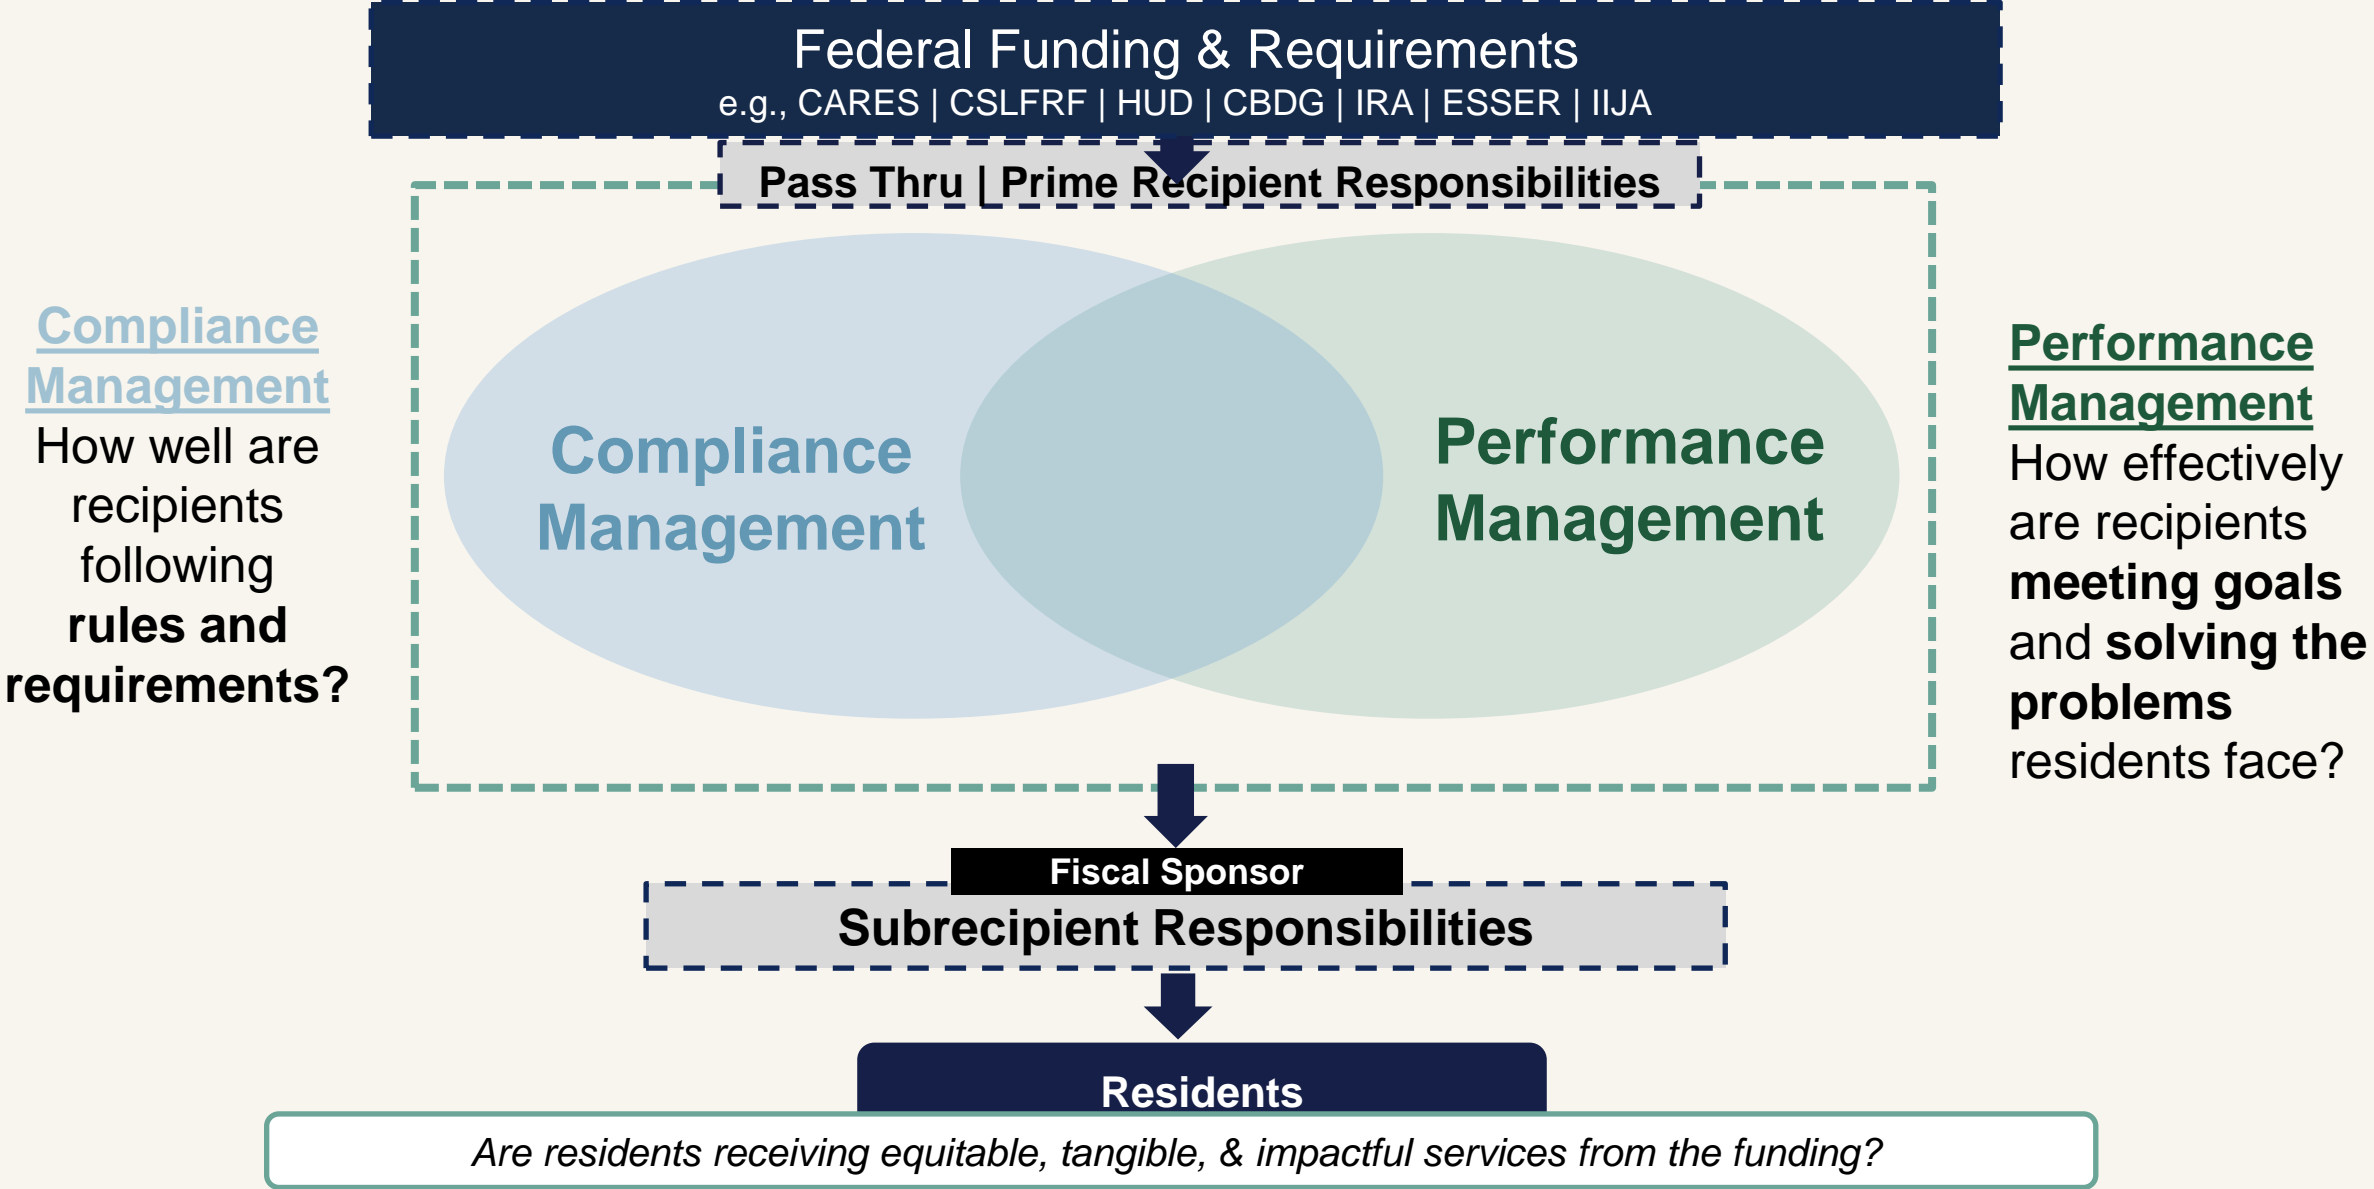 Federal Funding & Requirements
e.g., CARES | CSLFRF | HUD | CBDG | IRA | ESSER | IIJA
Pass Thru | Prime Recipient Responsibilities
Compliance
Management
How well are
recipients
following
rules and
requirements?
Compliance
Management
Performance
Management
Performance
Management
How effectively
are recipients
meeting goals
and solving the
problems
residents face?
Fiscal Sponsor
Subrecipient Responsibilities
Residents
Are residents receiving equitable, tangible, & impactful services from the funding?